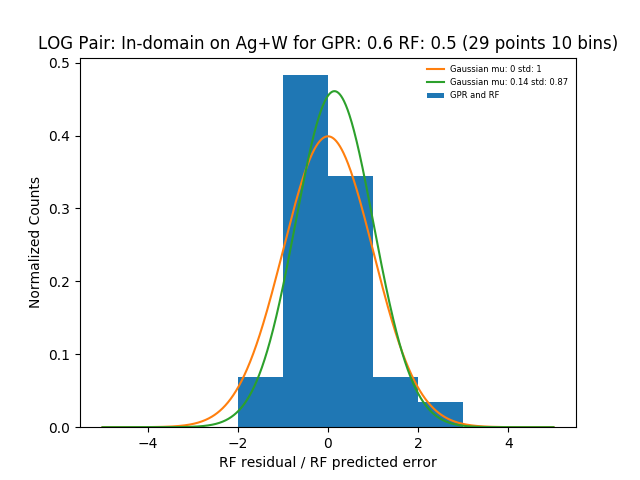 LOG Pair: In-domain on Ag+W for GPR: 0.6 RF: 0.5 (29 points 10 bins)
Gaussian mu: 0 std: 1
Gaussian mu: 0.14 std: 0.87
GPR and RF
Normalized Counts
0.5
0.4
0.3
0.2
0.1
0.0
−4 −2 0 2 4
RF residual / RF predicted error